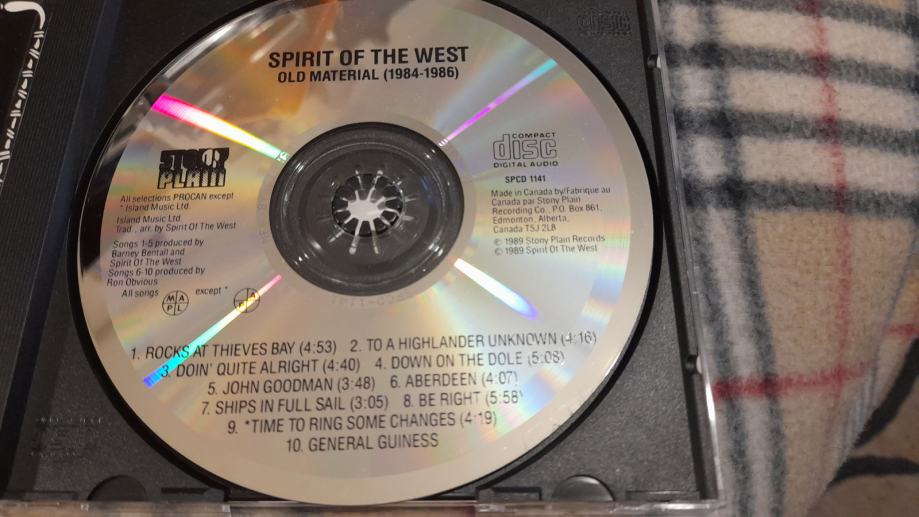 SPIRIT OF THE WEST
OLD MATERIAL (1984-1986)
STONY
PLAIN
All selections PROCAN except
* Island Music Ltd.
Island Music Ltd.
Trad., arr. by Spirit Of The West
Songs 1-5 produced by
Barney Bentall and
Spirit Of The West
Songs 6-10 produced by
Ron Obvious
All songs MAPL except *
COMPACT
disc
DIGITAL AUDIO
SPCD 1141
Made in Canada by/Fabrique au
Canada par Stony Plain
Recording Co., P.O. Box 861,
Edmonton, Alberta,
Canada T5J 2L8
© 1989 Stony Plain Records
© 1989 Spirit Of The West
1. ROCKS AT THIEVES BAY (4:53) 2. TO A HIGHLANDER UNKNOWN (4:16)
3. DOIN' QUITE ALRIGHT (4:40) 4. DOWN ON THE DOLE (5:08)
5. JOHN GOODMAN (3:48) 6. ABERDEEN (4:07)
7. SHIPS IN FULL SAIL (3:05) 8. BE RIGHT (5:58)
9. *TIME TO RING SOME CHANGES (4:19)
10. GENERAL GUINESS